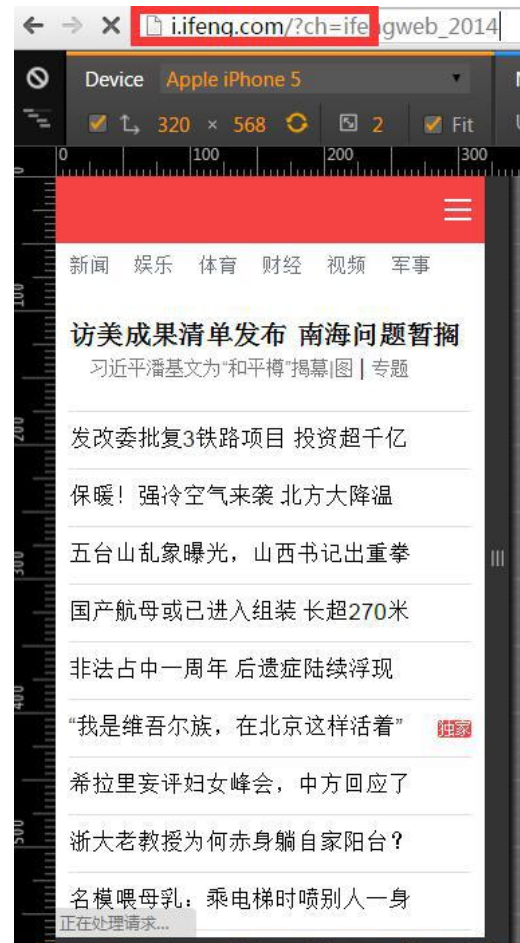 i.ifeng.com/?ch=ifengweb_2014
Device Apple iPhone 5
320 × 568 2 Fit
0 100 200 300
新闻 娱乐 体育 财经 视频 军事
100
访美成果清单发布 南海问题暂搁
习近平潘基文为“和平樽”揭幕|图 | 专题
200
发改委批复3铁路项目 投资超千亿
保暖！强冷空气来袭 北方大降温
300
五台山乱象曝光，山西书记出重拳
国产航母或已进入组装 长超270米
非法占中一周年 后遗症陆续浮现
400
“我是维吾尔族，在北京这样活着” 独家
希拉里妄评妇女峰会，中方回应了
500
浙大老教授为何赤身躺自家阳台？
名模喂母乳：乘电梯时喷别人一身
正在处理请求...